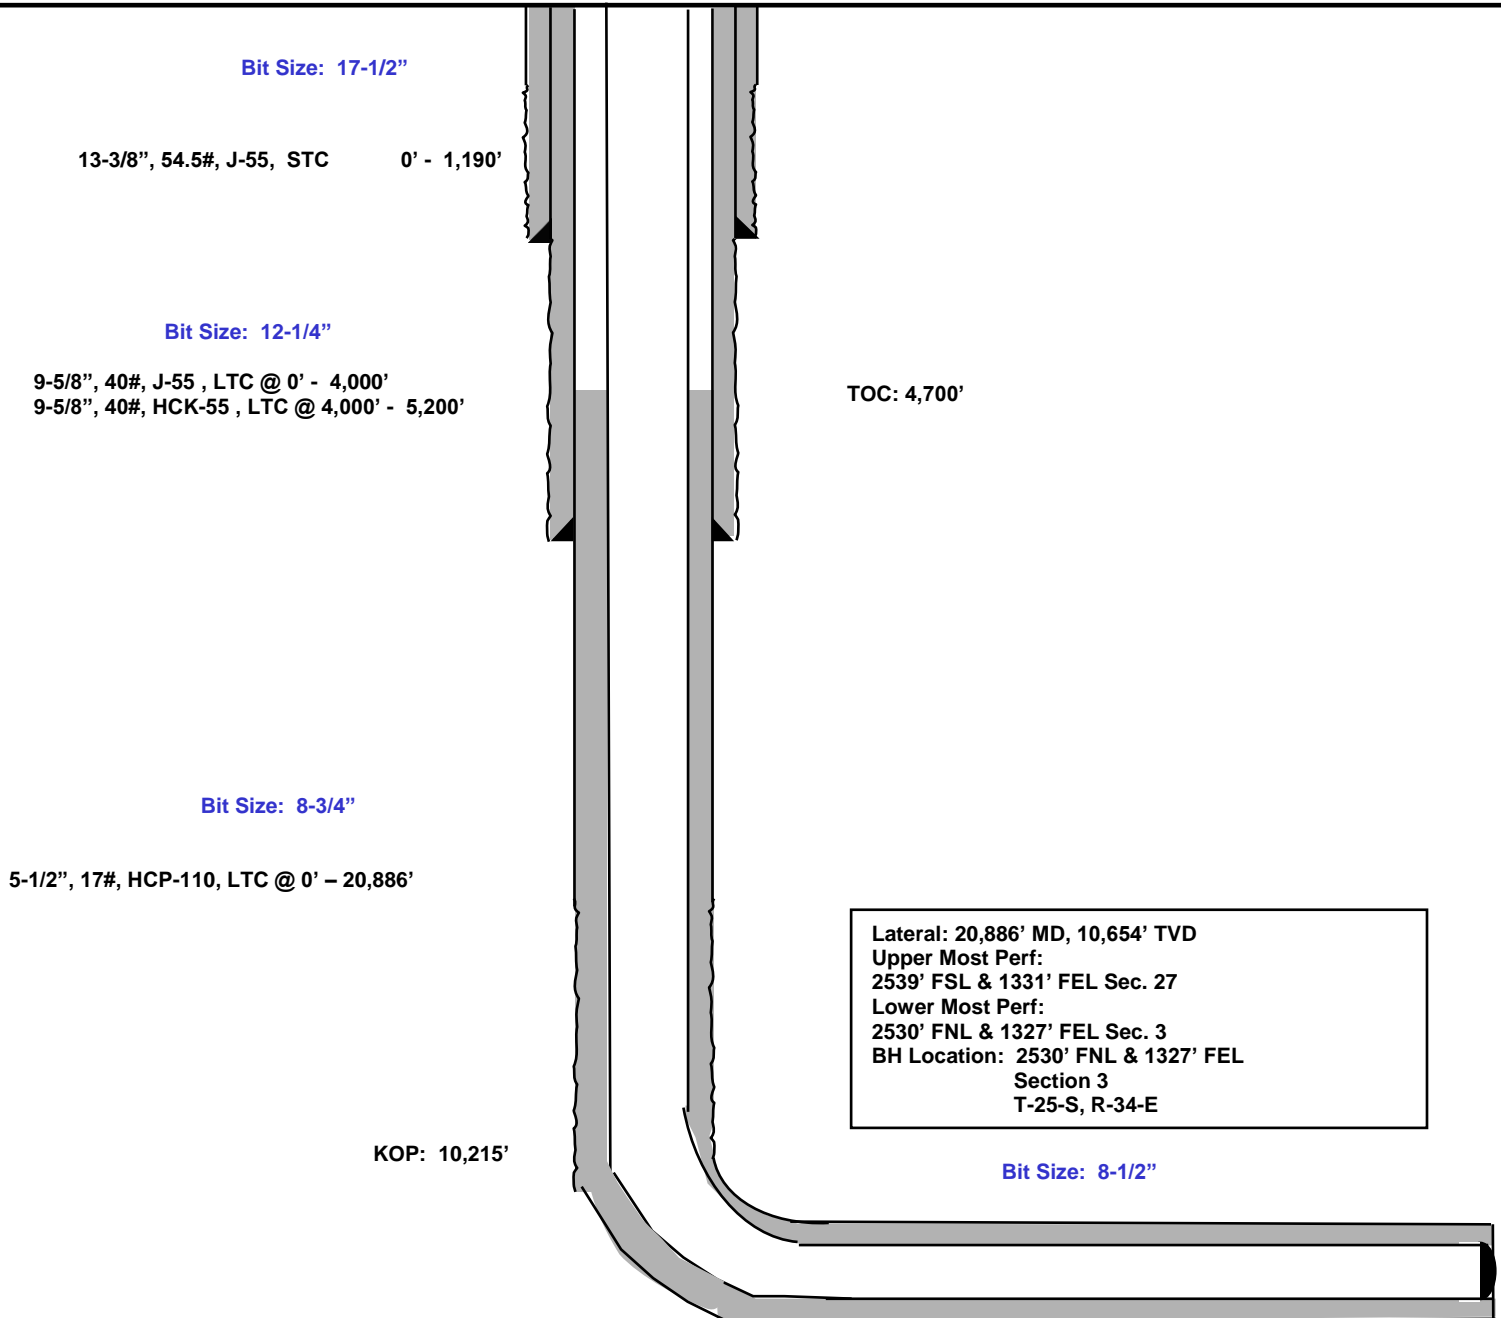 Bit Size: 17-1/2”
13-3/8”, 54.5#, J-55, STC 0’ - 1,190’
Bit Size: 12-1/4”
9-5/8”, 40#, J-55 , LTC @ 0’ - 4,000’
9-5/8”, 40#, HCK-55 , LTC @ 4,000’ - 5,200’
TOC: 4,700’
Bit Size: 8-3/4”
5-1/2”, 17#, HCP-110, LTC @ 0’ – 20,886’
Lateral: 20,886’ MD, 10,654’ TVD
Upper Most Perf:
2539’ FSL & 1331’ FEL Sec. 27
Lower Most Perf:
2530’ FNL & 1327’ FEL Sec. 3
BH Location: 2530’ FNL & 1327’ FEL
Section 3
T-25-S, R-34-E
KOP: 10,215’
Bit Size: 8-1/2”